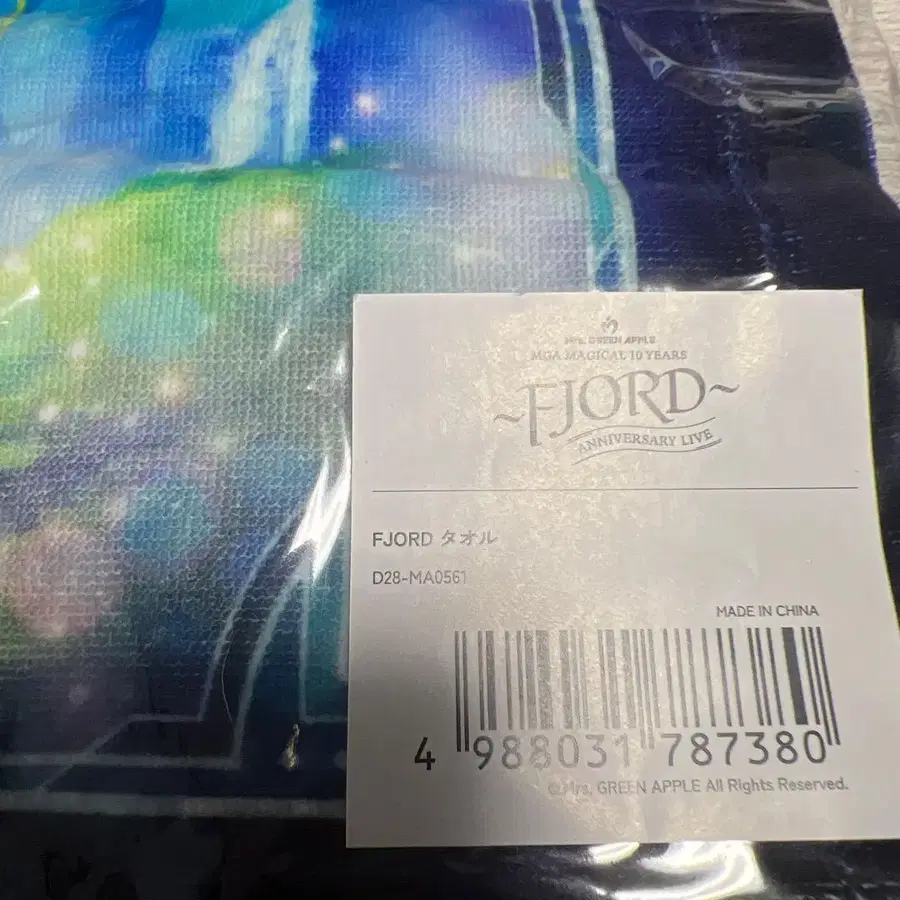 Mrs. GREEN APPLE
MGA MAGICAL 10 YEARS
~FJORD~
ANNIVERSARY LIVE
FJORD タオル
D28-MA0561
MADE IN CHINA
4 988031 787380
© Mrs. GREEN APPLE All Rights Reserved.